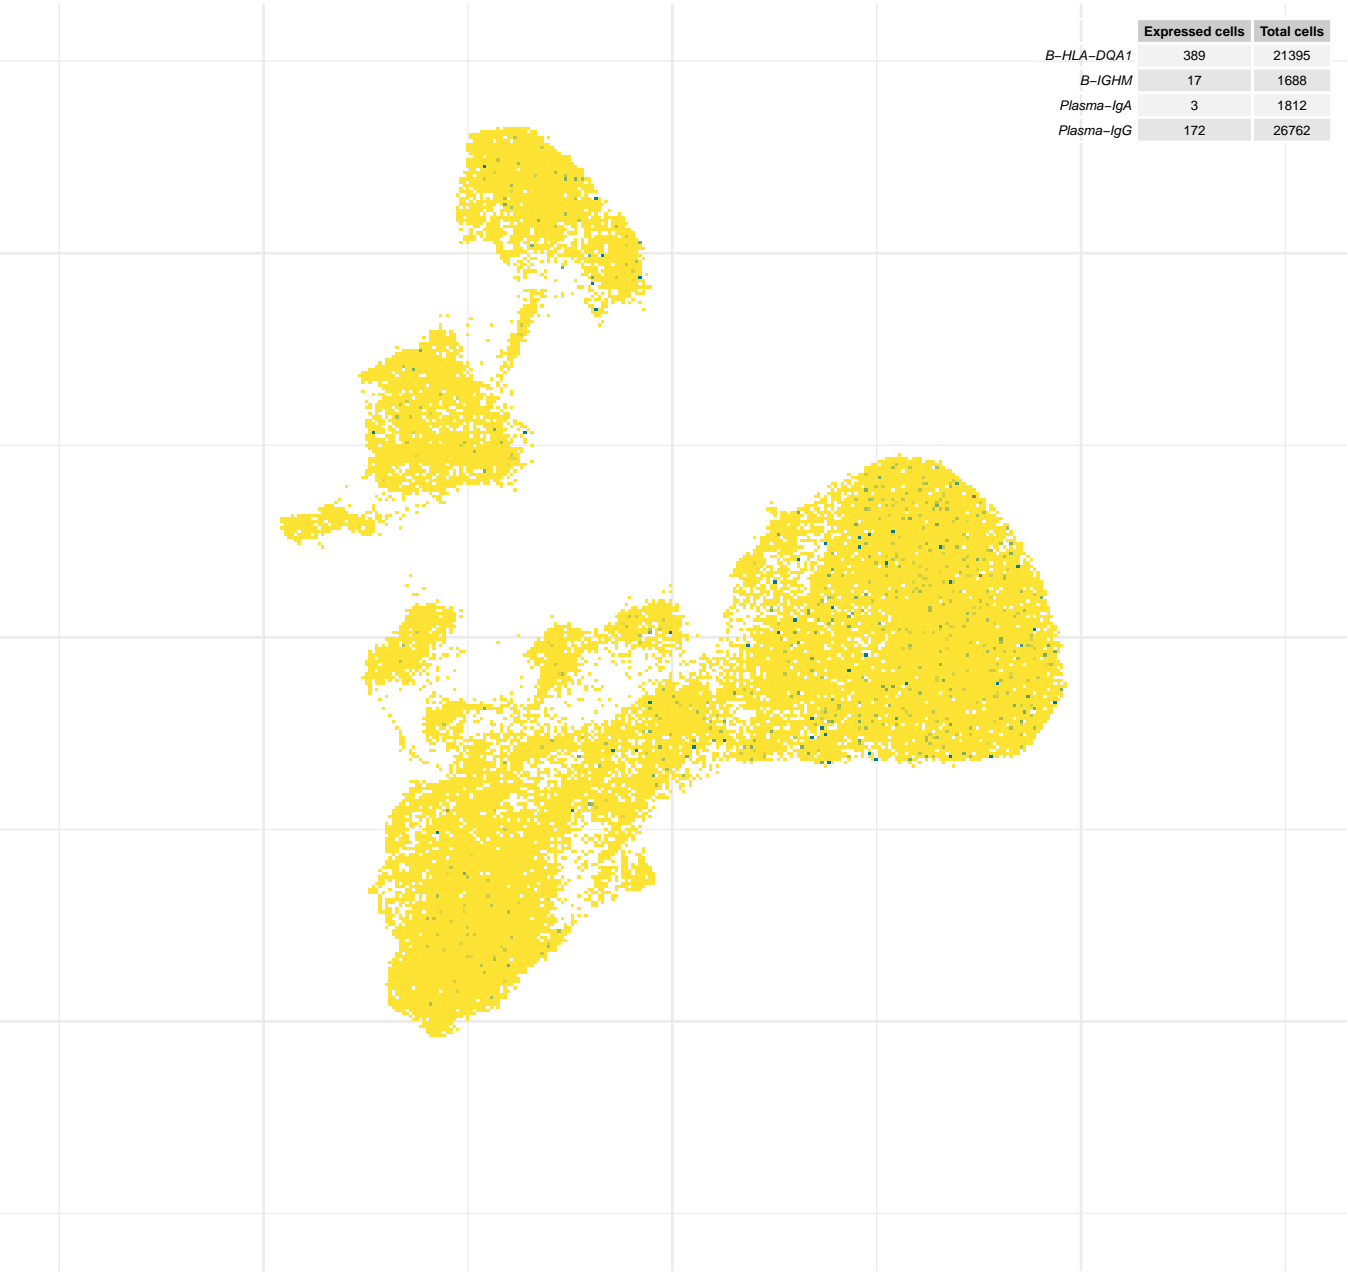 Expressed cells Total cells
B−HLA−DQA1 389 21395
B−IGHM 17 1688
Plasma−IgA 3 1812
Plasma−IgG 172 26762